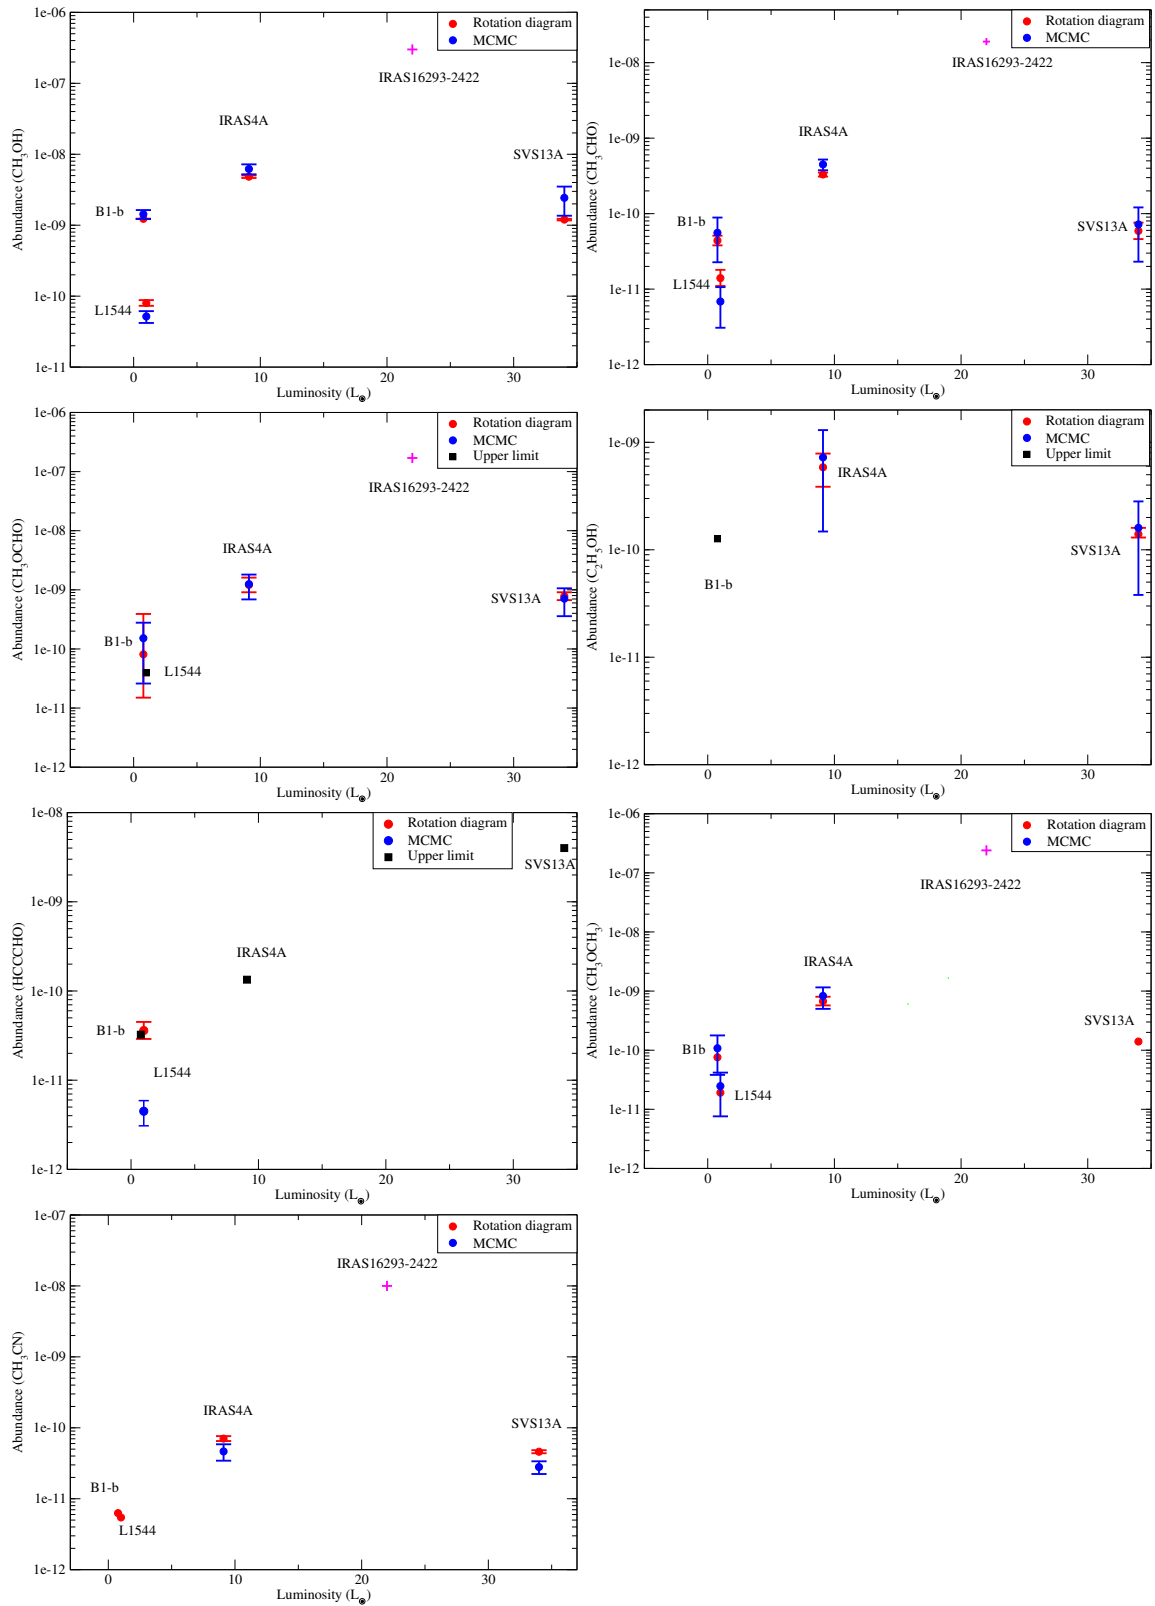 1e-06
1e-07
1e-08
1e-09
1e-10
1e-11
Abundance (CH3OH)
Rotation diagram
MCMC
IRAS16293-2422
IRAS4A
SVS13A
B1-b
L1544
0 10 20 30
Luminosity (L⊙)
1e-08
1e-09
1e-10
1e-11
1e-12
Abundance (CH3CHO)
Rotation diagram
MCMC
IRAS16293-2422
IRAS4A
B1-b
SVS13A
L1544
0 10 20 30
Luminosity (L⊙)
1e-06
1e-07
1e-08
1e-09
1e-10
1e-11
1e-12
Abundance (CH3OCHO)
Rotation diagram
MCMC
Upper limit
IRAS16293-2422
IRAS4A
SVS13A
B1-b
L1544
0 10 20 30
Luminosity (L⊙)
1e-09
1e-10
1e-11
1e-12
Abundance (C2H5OH)
Rotation diagram
MCMC
Upper limit
IRAS4A
SVS13A
B1-b
0 10 20 30
Luminosity (L⊙)
1e-08
1e-09
1e-10
1e-11
1e-12
Abundance (HCCCHO)
Rotation diagram
MCMC
Upper limit
SVS13A
IRAS4A
B1-b
L1544
0 10 20 30
Luminosity (L⊙)
1e-06
1e-07
1e-08
1e-09
1e-10
1e-11
1e-12
Abundance (CH3OCH3)
Rotation diagram
MCMC
IRAS16293-2422
IRAS4A
SVS13A
B1b
L1544
0 10 20 30
Luminosity (L⊙)
1e-07
1e-08
1e-09
1e-10
1e-11
1e-12
Abundance (CH3CN)
Rotation diagram
MCMC
IRAS16293-2422
IRAS4A
SVS13A
B1-b
L1544
0 10 20 30
Luminosity (L⊙)